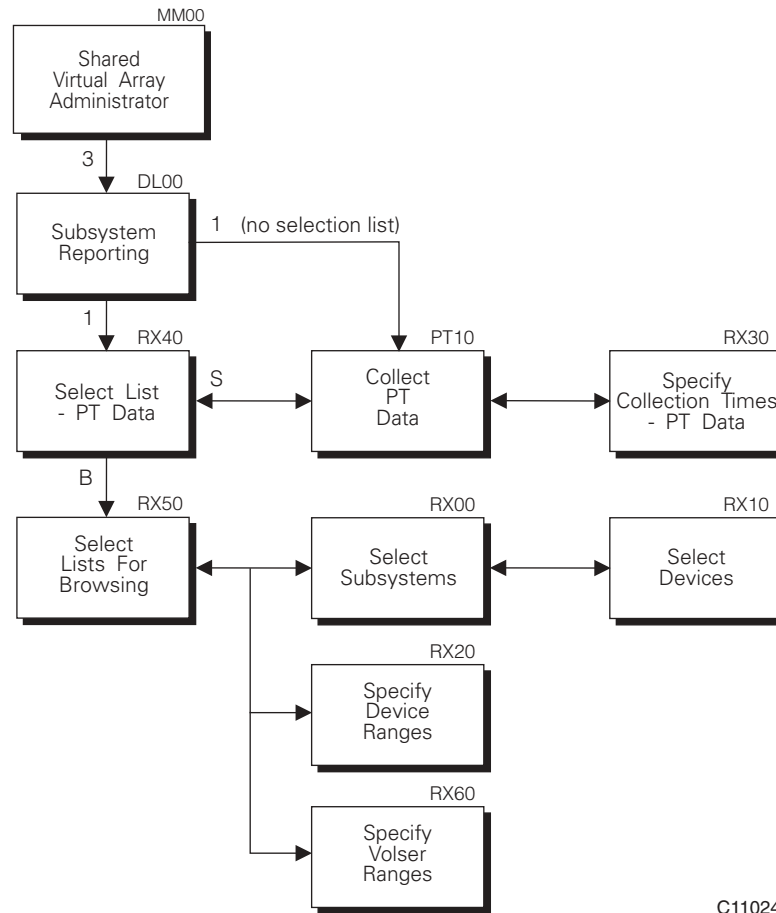 MM00
Shared
Virtual Array
Administrator
3
DL00
Subsystem
Reporting
1 (no selection list)
1
RX40
Select List
- PT Data
S
PT10
Collect
PT
Data
RX30
Specify
Collection Times
- PT Data
B
RX50
Select
Lists For
Browsing
RX00
Select
Subsystems
RX10
Select
Devices
RX20
Specify
Device
Ranges
RX60
Specify
Volser
Ranges
C11024